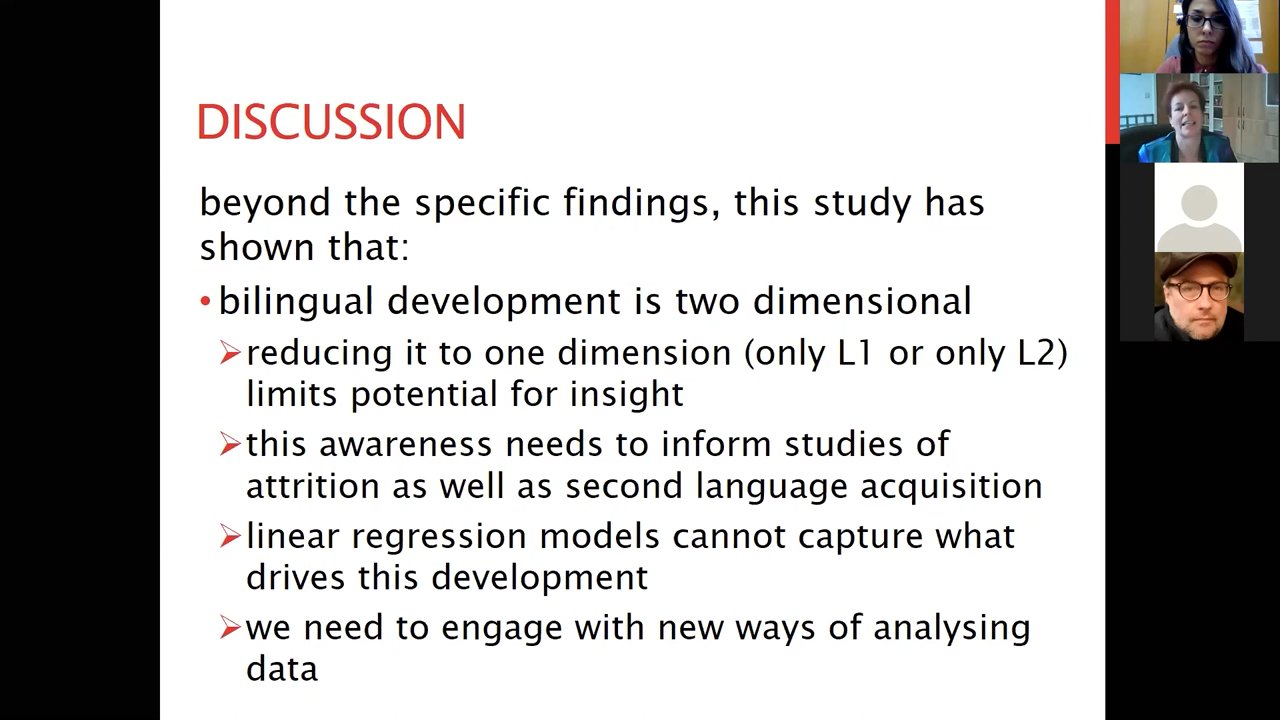 DISCUSSION
beyond the specific findings, this study has
shown that:
• bilingual development is two dimensional
➢ reducing it to one dimension (only L1 or only L2)
limits potential for insight
➢ this awareness needs to inform studies of
attrition as well as second language acquisition
➢ linear regression models cannot capture what
drives this development
➢ we need to engage with new ways of analysing
data